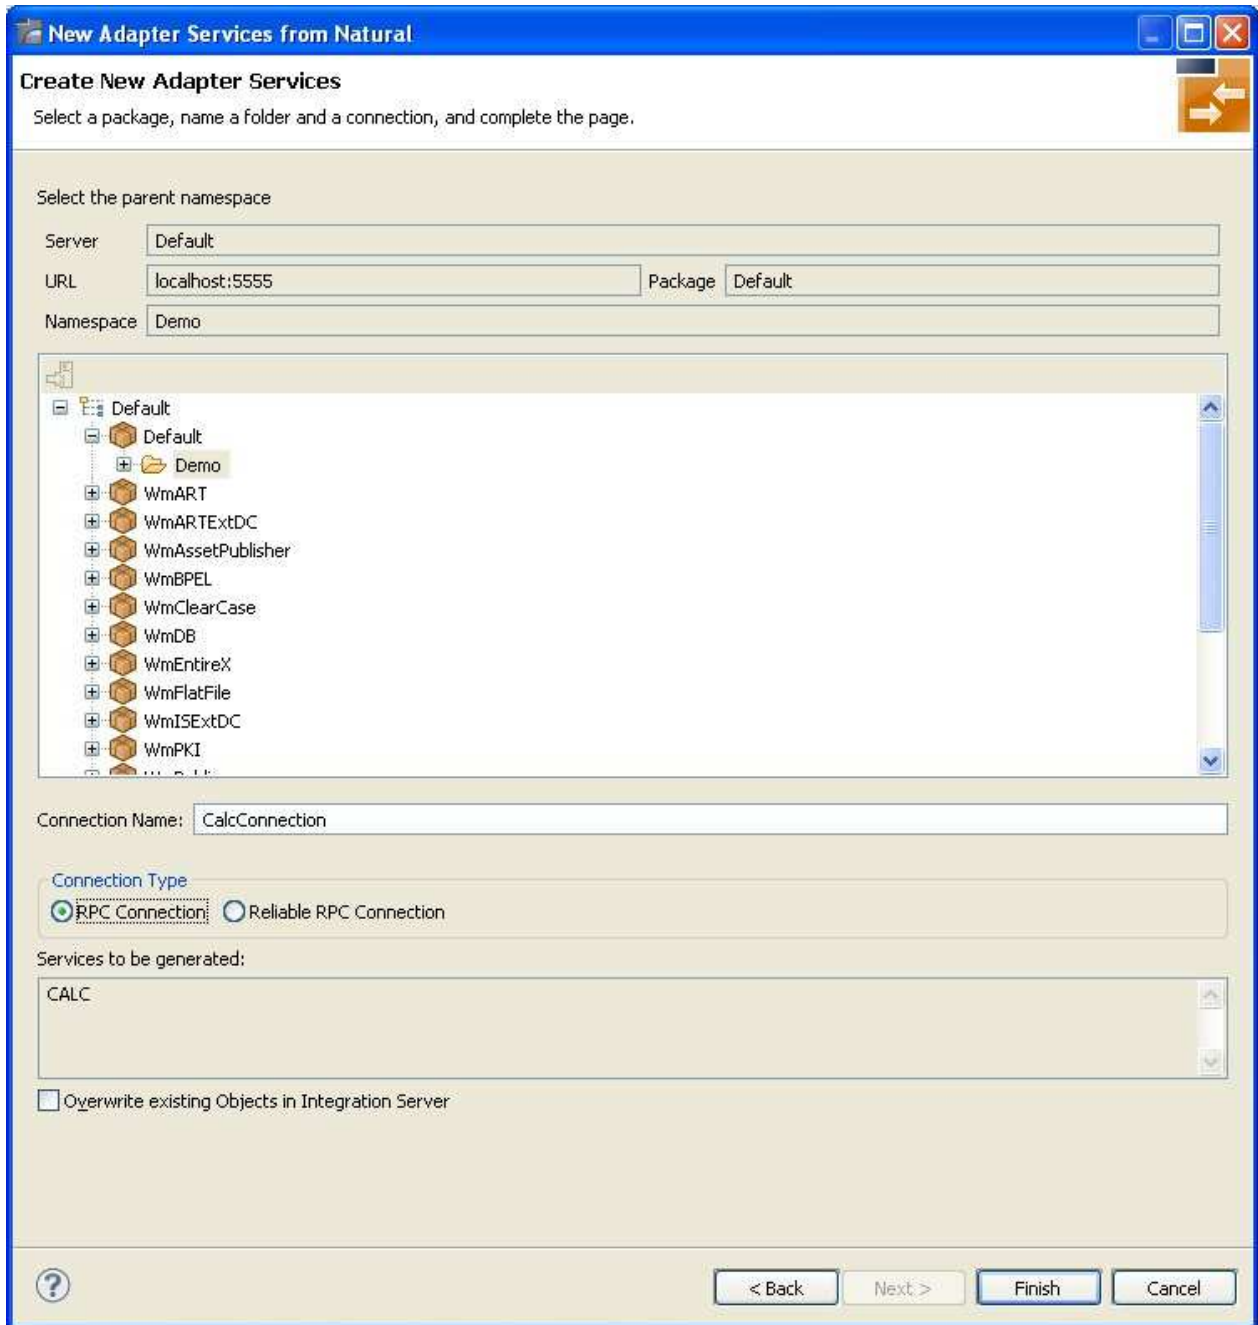 New Adapter Services from Natural
Create New Adapter Services
Select a package, name a folder and a connection, and complete the page.
Select the parent namespace
Server Default
URL localhost:5555 Package Default
Namespace Demo
Default
Default
Demo
WmART
WmARTExtDC
WmAssetPublisher
WmBPEL
WmClearCase
WmDB
WmEntireX
WmFlatFile
WmISExtDC
WmPKI
Connection Name: CalcConnection
Connection Type
RPC Connection Reliable RPC Connection
Services to be generated:
CALC
Overwrite existing Objects in Integration Server
? < Back Next > Finish Cancel